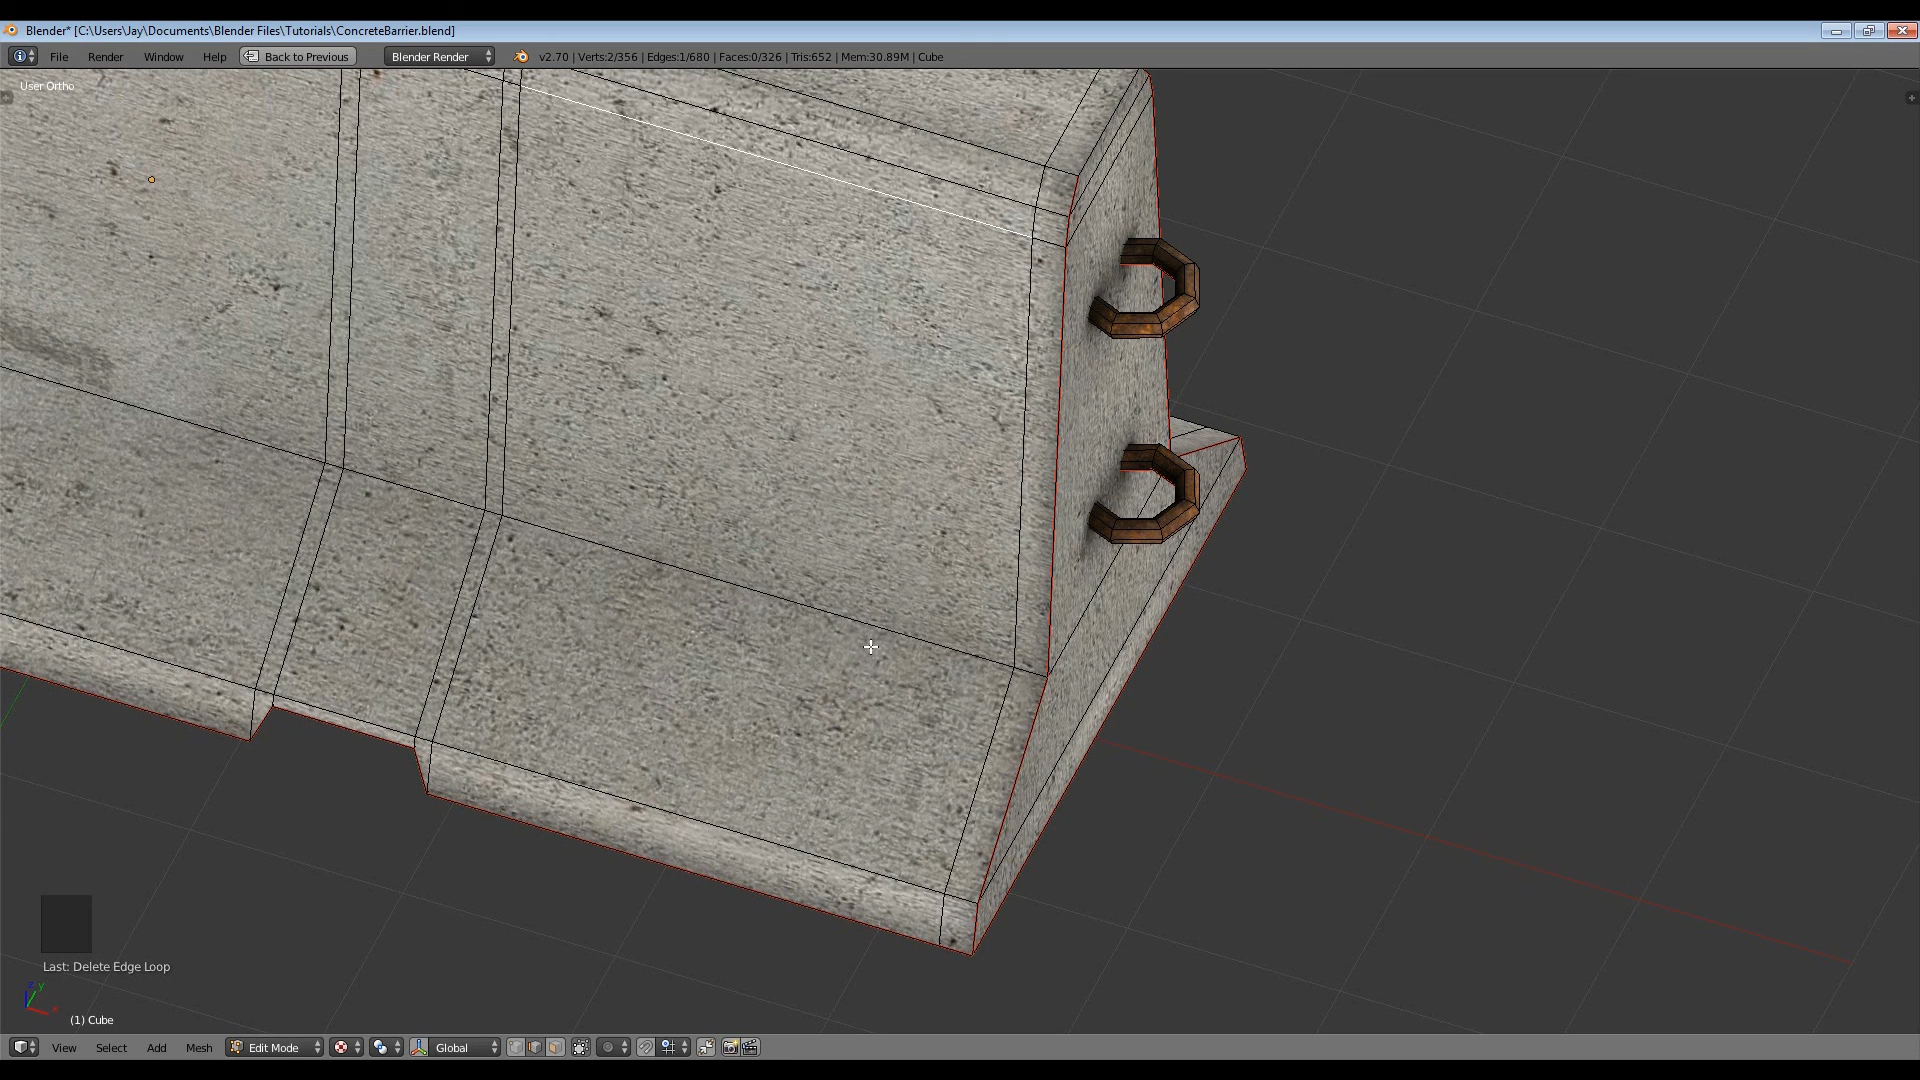 Blender* [C:\Users\Jay\Documents\Blender Files\Tutorials\ConcreteBarrier.blend]
File Render Window Help Back to Previous Blender Render v2.70 | Verts:2/356 | Edges:1/680 | Faces:0/326 | Tris:652 | Mem:30.89M | Cube
User Ortho
Last: Delete Edge Loop
z y
x
(1) Cube
View Select Add Mesh Edit Mode Global